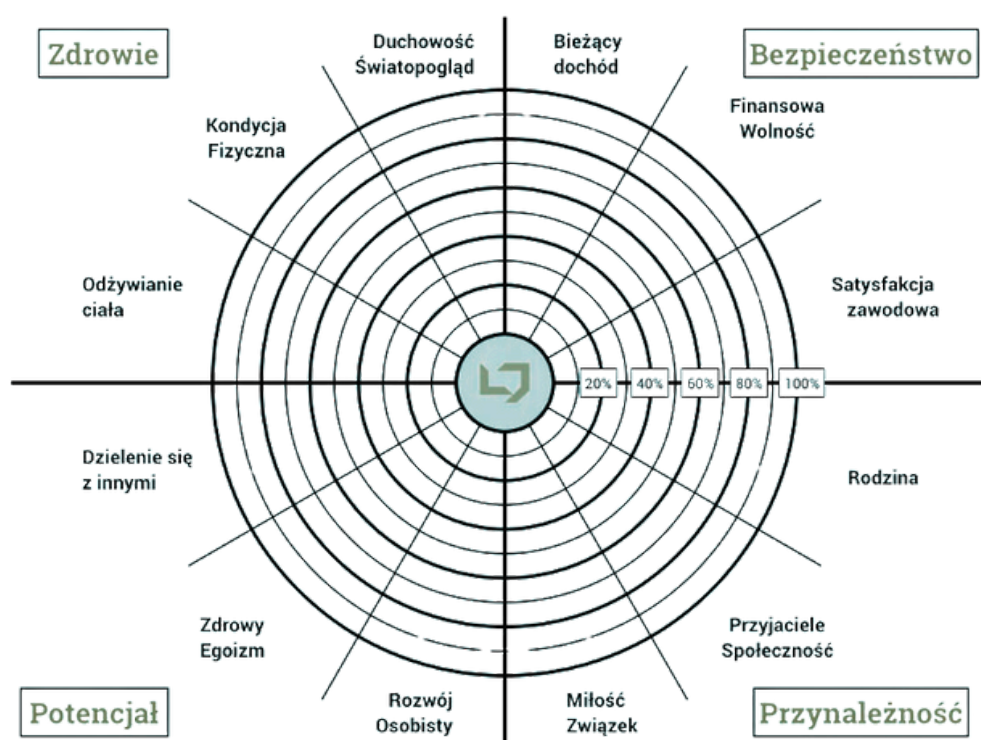 Zdrowie
Duchowość
Światopogląd
Bieżący
dochód
Bezpieczeństwo
Kondycja
Fizyczna
Finansowa
Wolność
Odżywianie
ciała
Satysfakcja
zawodowa
20%
40%
60%
80%
100%
Dzielenie się
z innymi
Rodzina
Zdrowy
Egoizm
Przyjaciele
Społeczność
Potencjał
Rozwój
Osobisty
Miłość
Związek
Przynależność